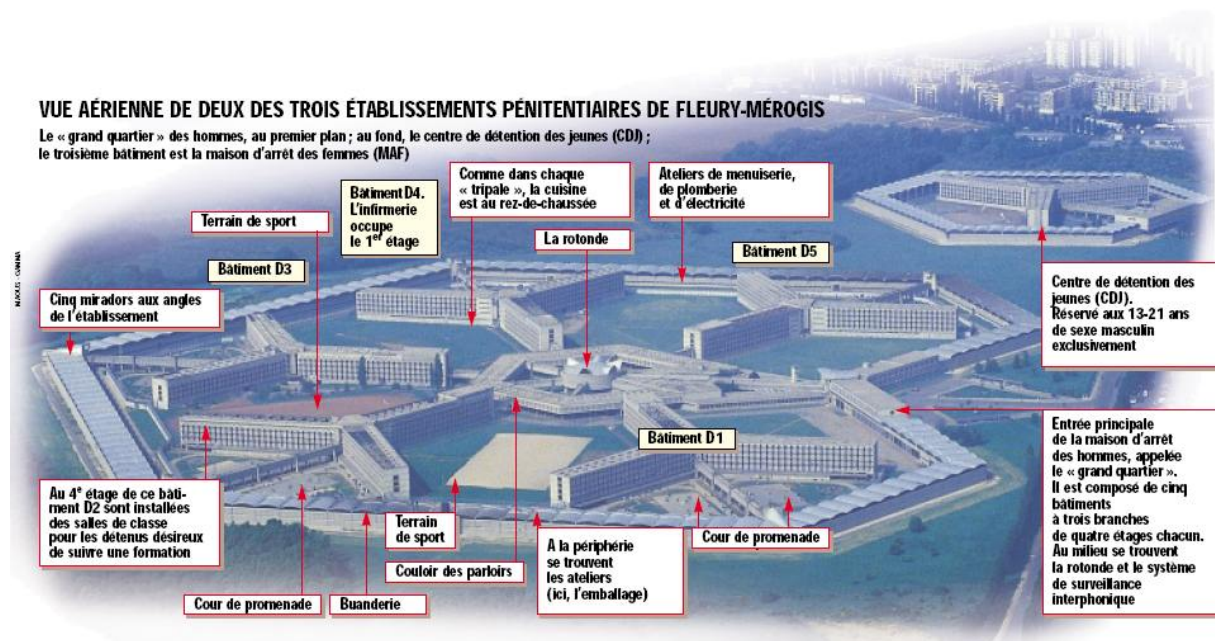 VUE AÉRIENNE DE DEUX DES TROIS ÉTABLISSEMENTS PÉNITENTIAIRES DE FLEURY-MÉROGIS
Le « grand quartier » des hommes, au premier plan ; au fond, le centre de détention des jeunes (CDJ) ;
le troisième bâtiment est la maison d'arrêt des femmes (MAF)
Terrain de sport
Bâtiment D4.
L'infirmerie
occupe
le 1er étage
Comme dans chaque
« tripale », la cuisine
est au rez-de-chaussée
Ateliers de menuiserie,
de plomberie
et d'électricité
La rotonde
Bâtiment D5
Bâtiment D3
Cinq miradors aux angles
de l'établissement
Centre de détention des
jeunes (CDJ).
Réservé aux 13-21 ans
de sexe masculin
exclusivement
Bâtiment D1
Entrée principale
de la maison d'arrêt
des hommes, appelée
le « grand quartier ».
Il est composé de cinq
bâtiments
à trois branches
de quatre étages chacun.
Au milieu se trouvent
la rotonde et le système
de surveillance
interphonique
Au 4e étage de ce bâti-
ment D2 sont installées
des salles de classe
pour les détenus désireux
de suivre une formation
Terrain
de sport
Couloir des parloirs
A la périphérie
se trouvent
les ateliers
(ici, l'emballage)
Cour de promenade
Cour de promenade
Buanderie